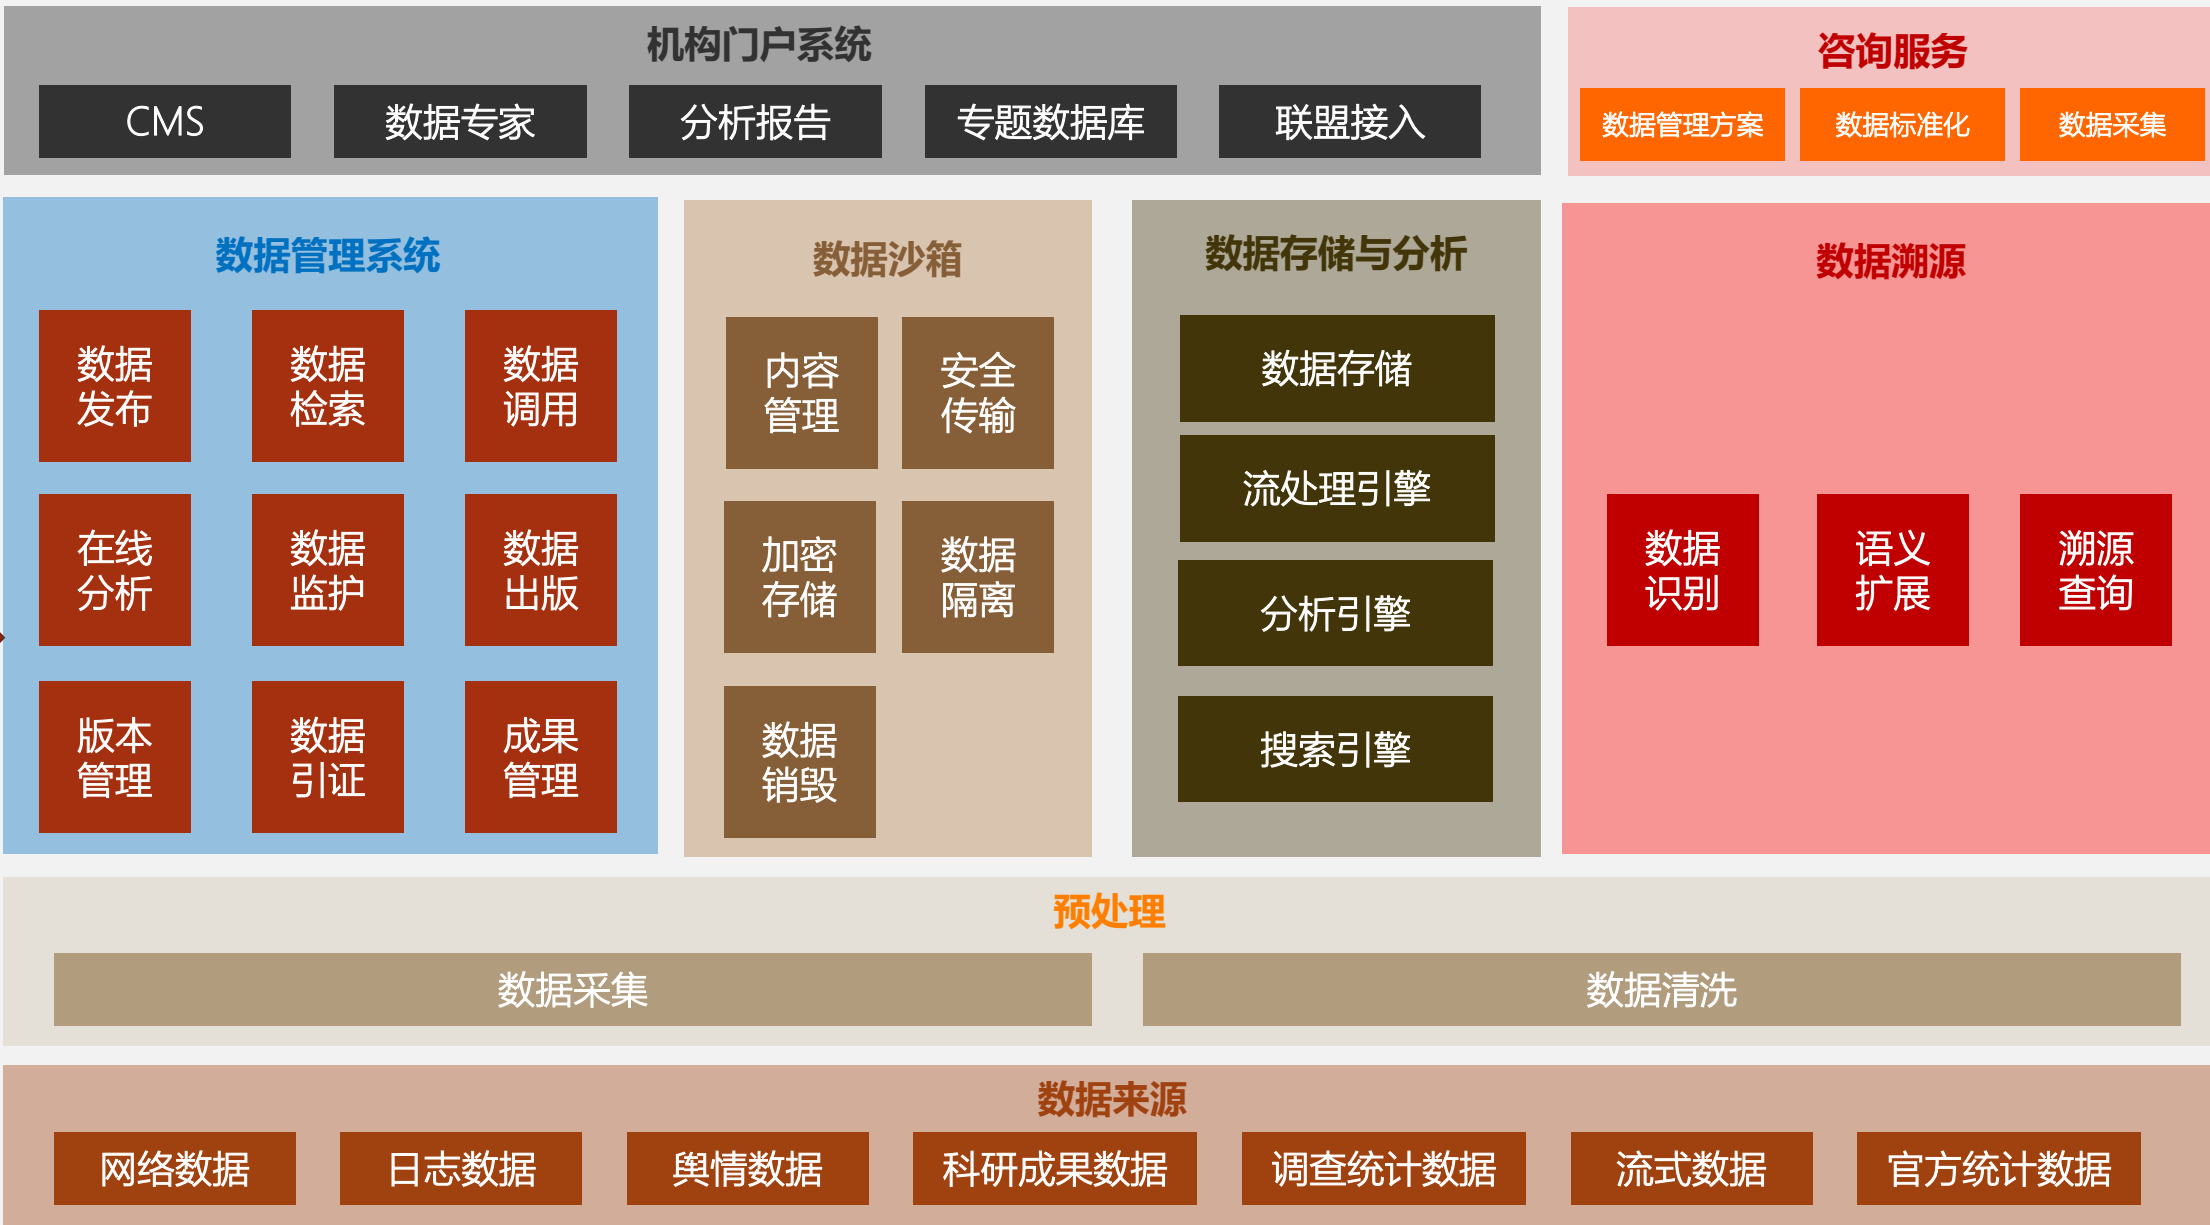 机构门户系统
CMS
数据专家
分析报告
专题数据库
联盟接入
咨询服务
数据管理方案
数据标准化
数据采集
数据管理系统
数据
发布
数据
检索
数据
调用
在线
分析
数据
监护
数据
出版
版本
管理
数据
引证
成果
管理
数据沙箱
内容
管理
安全
传输
加密
存储
数据
隔离
数据
销毁
数据存储与分析
数据存储
流处理引擎
分析引擎
搜索引擎
数据溯源
数据
识别
语义
扩展
溯源
查询
预处理
数据采集
数据清洗
数据来源
网络数据
日志数据
舆情数据
科研成果数据
调查统计数据
流式数据
官方统计数据